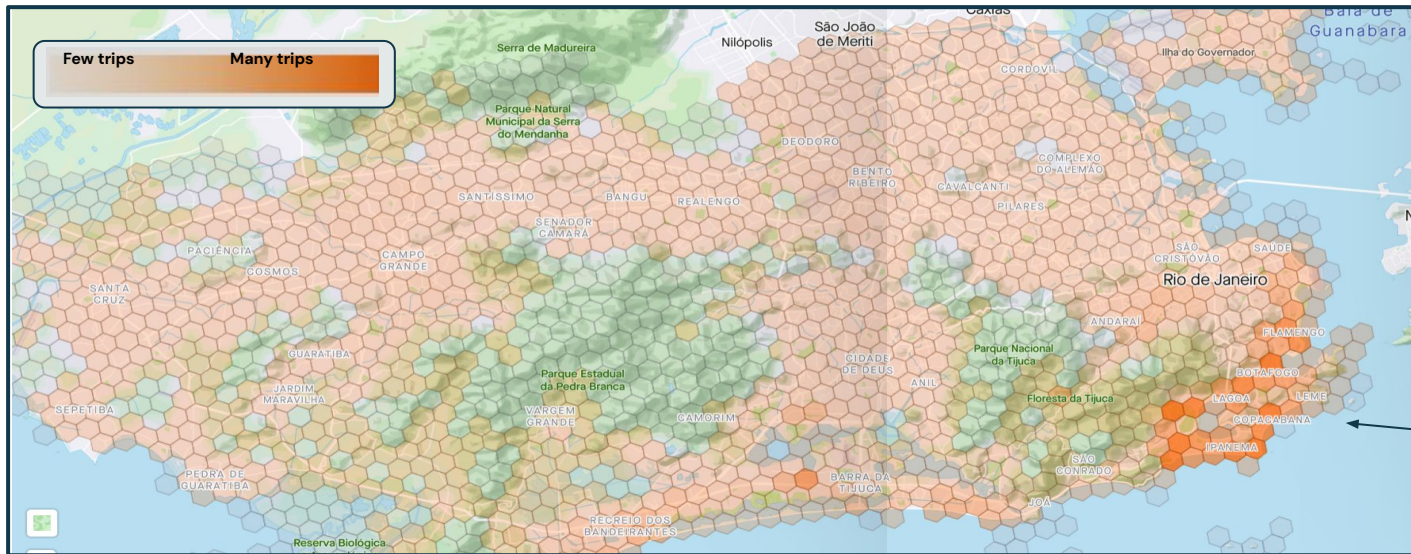 Few trips
Many trips
Serra de Madureira
Nilópolis
São João
de Meriti
Caxias
Baía de
Guanabara
Ilha do Governador
CORDOVIL
Parque Natural
Municipal da Serra
do Mendanha
DEODORO
BENTO
RIBEIRO
CAVALCANTI
COMPLEXO
DO ALEMÃO
PILARES
SANTÍSSIMO
BANGU
REALENGO
SENADOR
CAMARÁ
PACIÊNCIA
COSMOS
CAMPO
GRANDE
SÃO
CRISTÓVÃO
SAÚDE
Rio de Janeiro
SANTA
CRUZ
ANDARAÍ
FLAMENGO
GUARATIBA
Parque Nacional
da Tijuca
CIDADE
DE DEUS
ANIL
Parque Estadual
da Pedra Branca
JARDIM
MARAVILHA
BOTAFOGO
Floresta da Tijuca
LAGOA
LEME
SEPETIBA
VARGEM
GRANDE
CAMORIM
COPACABANA
IPANEMA
SÃO
CONRADO
PEDRA DE
GUARATIBA
BARRA DA
TIJUCA
JOÁ
RECREIO DOS
BANDEIRANTES
Reserva Biológica